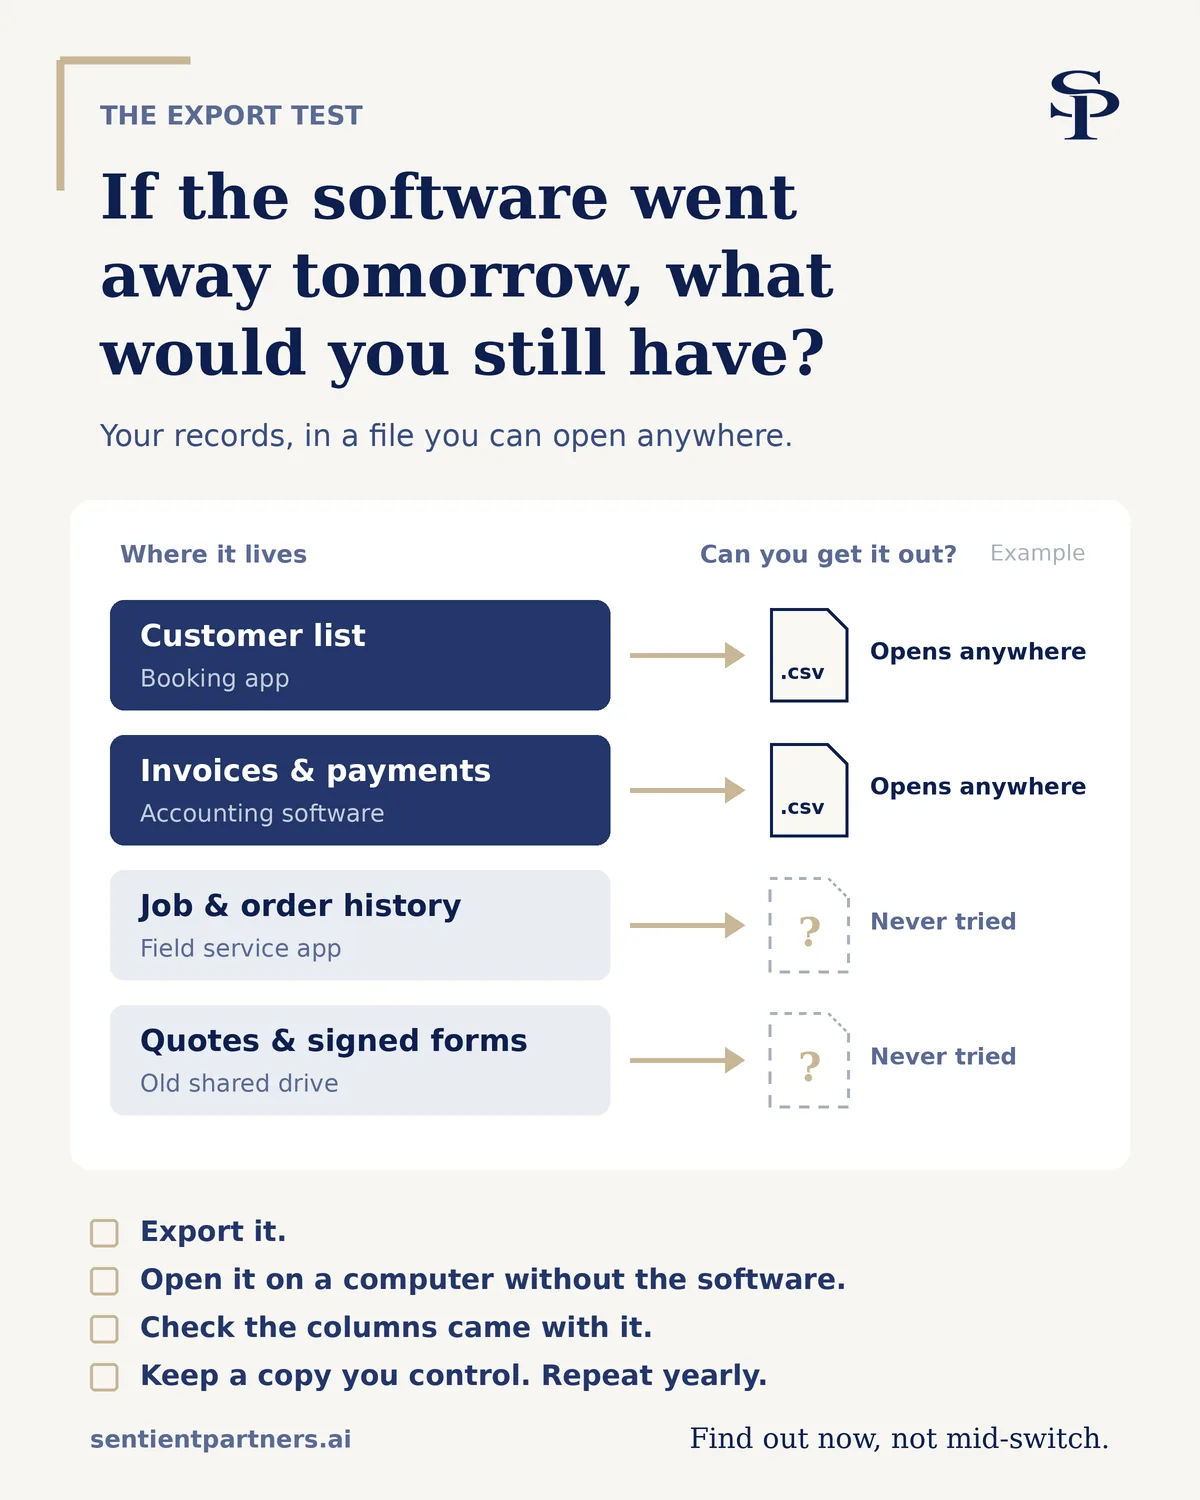 THE EXPORT TEST
SP
If the software went
away tomorrow, what
would you still have?
Your records, in a file you can open anywhere.
Where it lives
Can you get it out?
Example
Customer list
Booking app
.csv
Opens anywhere
Invoices & payments
Accounting software
.csv
Opens anywhere
Job & order history
Field service app
?
Never tried
Quotes & signed forms
Old shared drive
?
Never tried
Export it.
Open it on a computer without the software.
Check the columns came with it.
Keep a copy you control. Repeat yearly.
sentientpartners.ai
Find out now, not mid-switch.